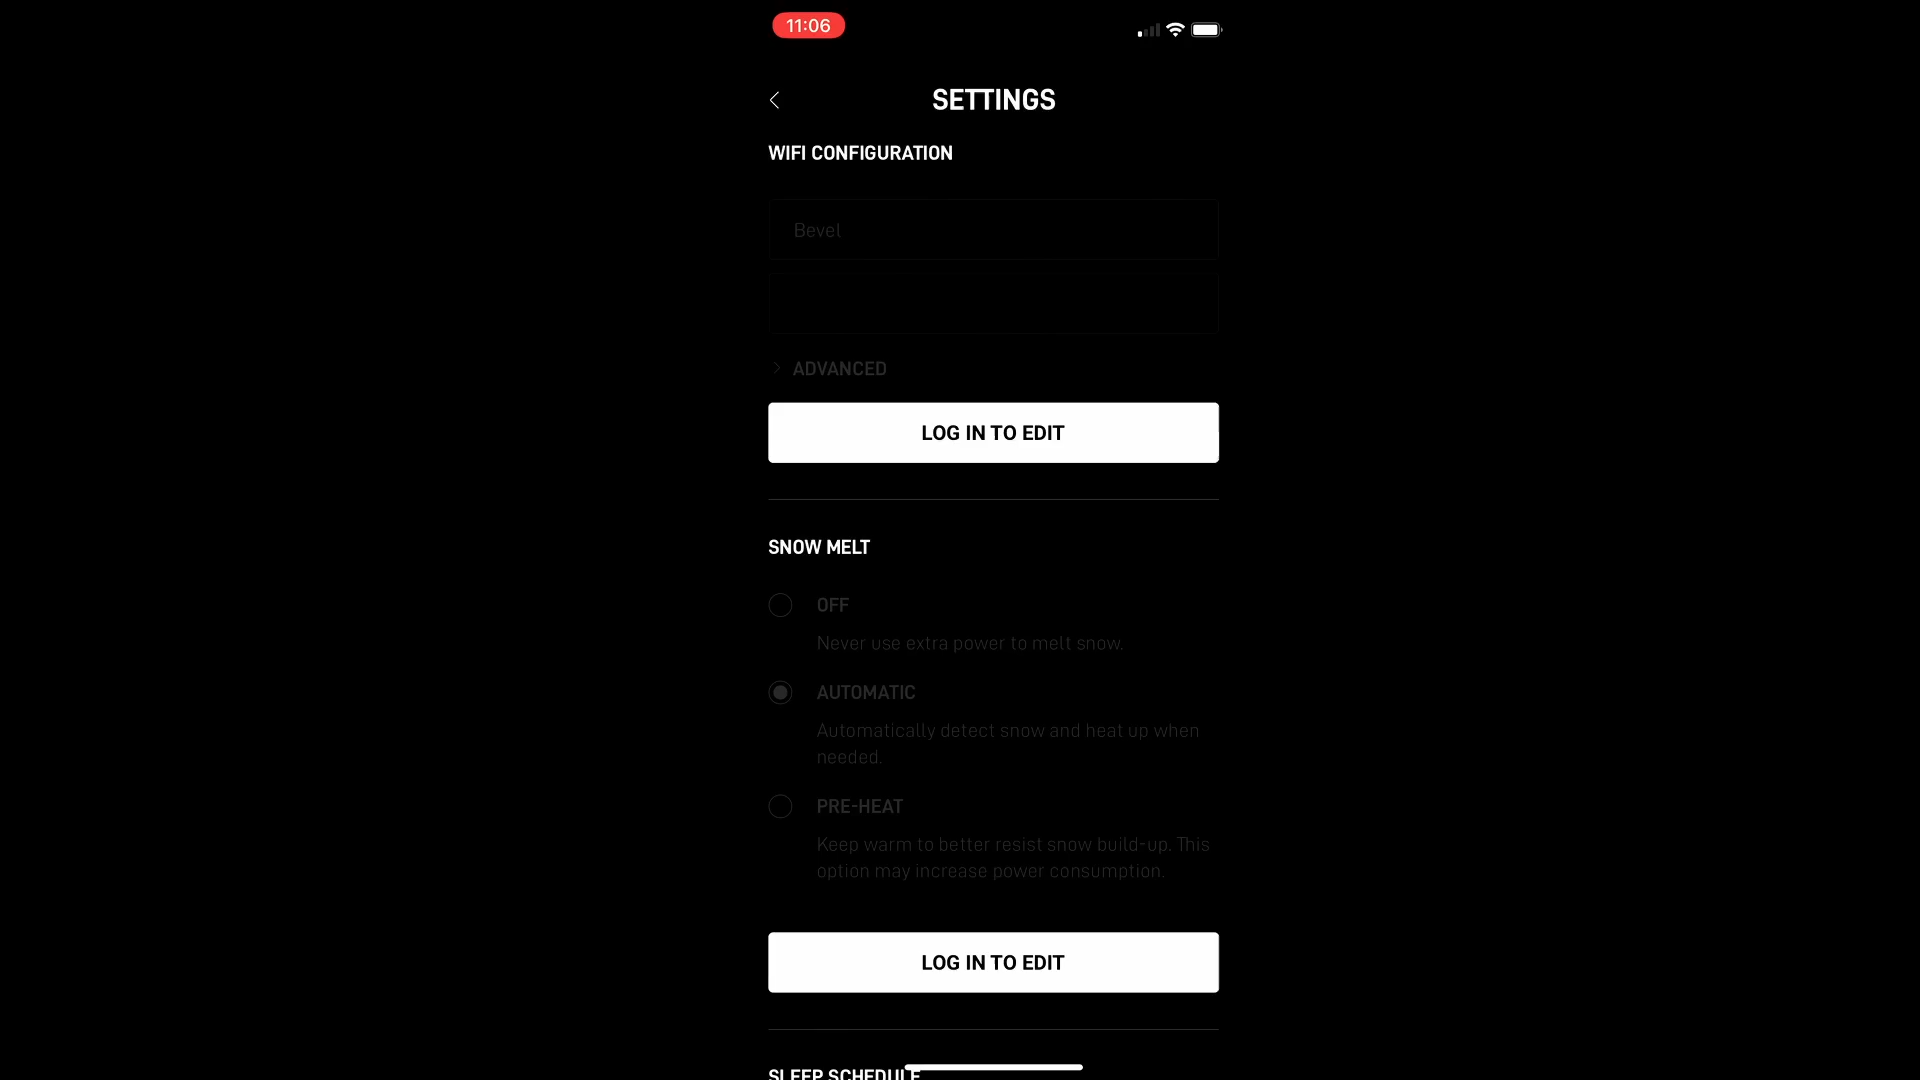 11:06
SETTINGS
WIFI CONFIGURATION
Bevel
ADVANCED
LOG IN TO EDIT
SNOW MELT
OFF
Never use extra power to melt snow.
AUTOMATIC
Automatically detect snow and heat up when
needed.
PRE-HEAT
Keep warm to better resist snow build-up. This
option may increase power consumption.
LOG IN TO EDIT
SLEEP SCHEDULE